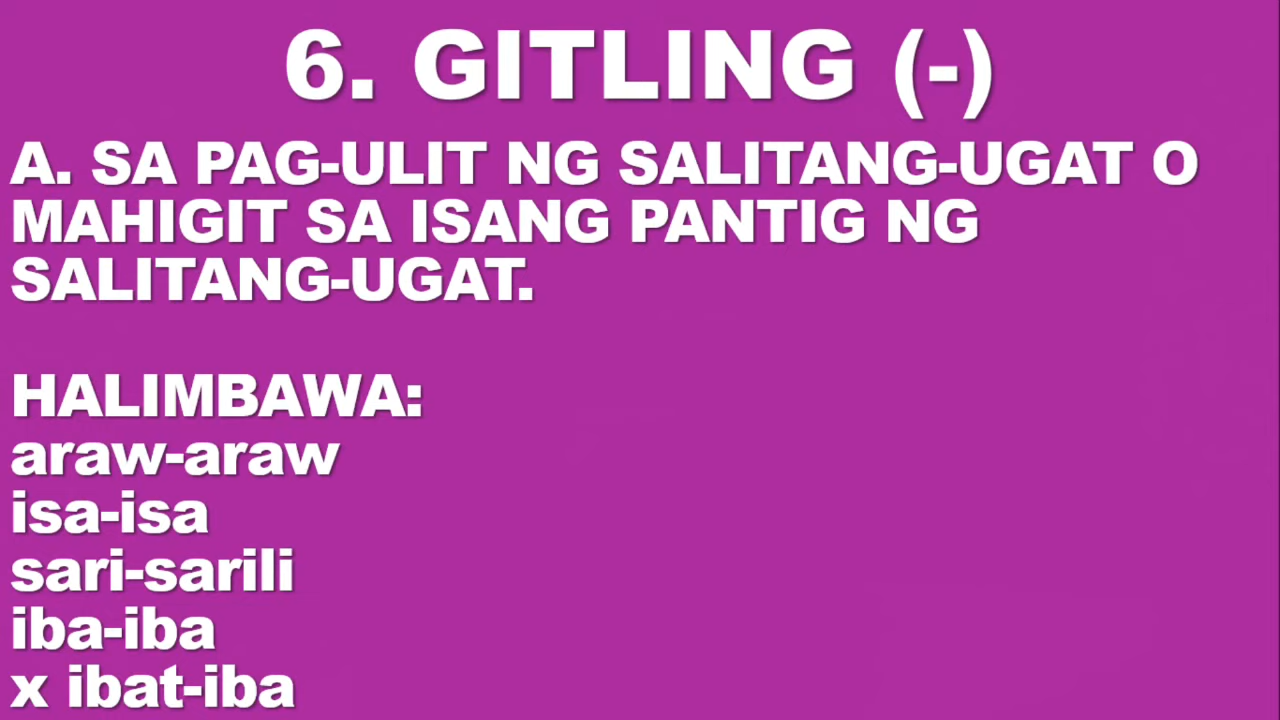 6. GITLING (-)
A. SA PAG-ULIT NG SALITANG-UGAT O
MAHIGIT SA ISANG PANTIG NG
SALITANG-UGAT.
HALIMBAWA:
araw-araw
isa-isa
sari-sarili
iba-iba
x ibat-iba